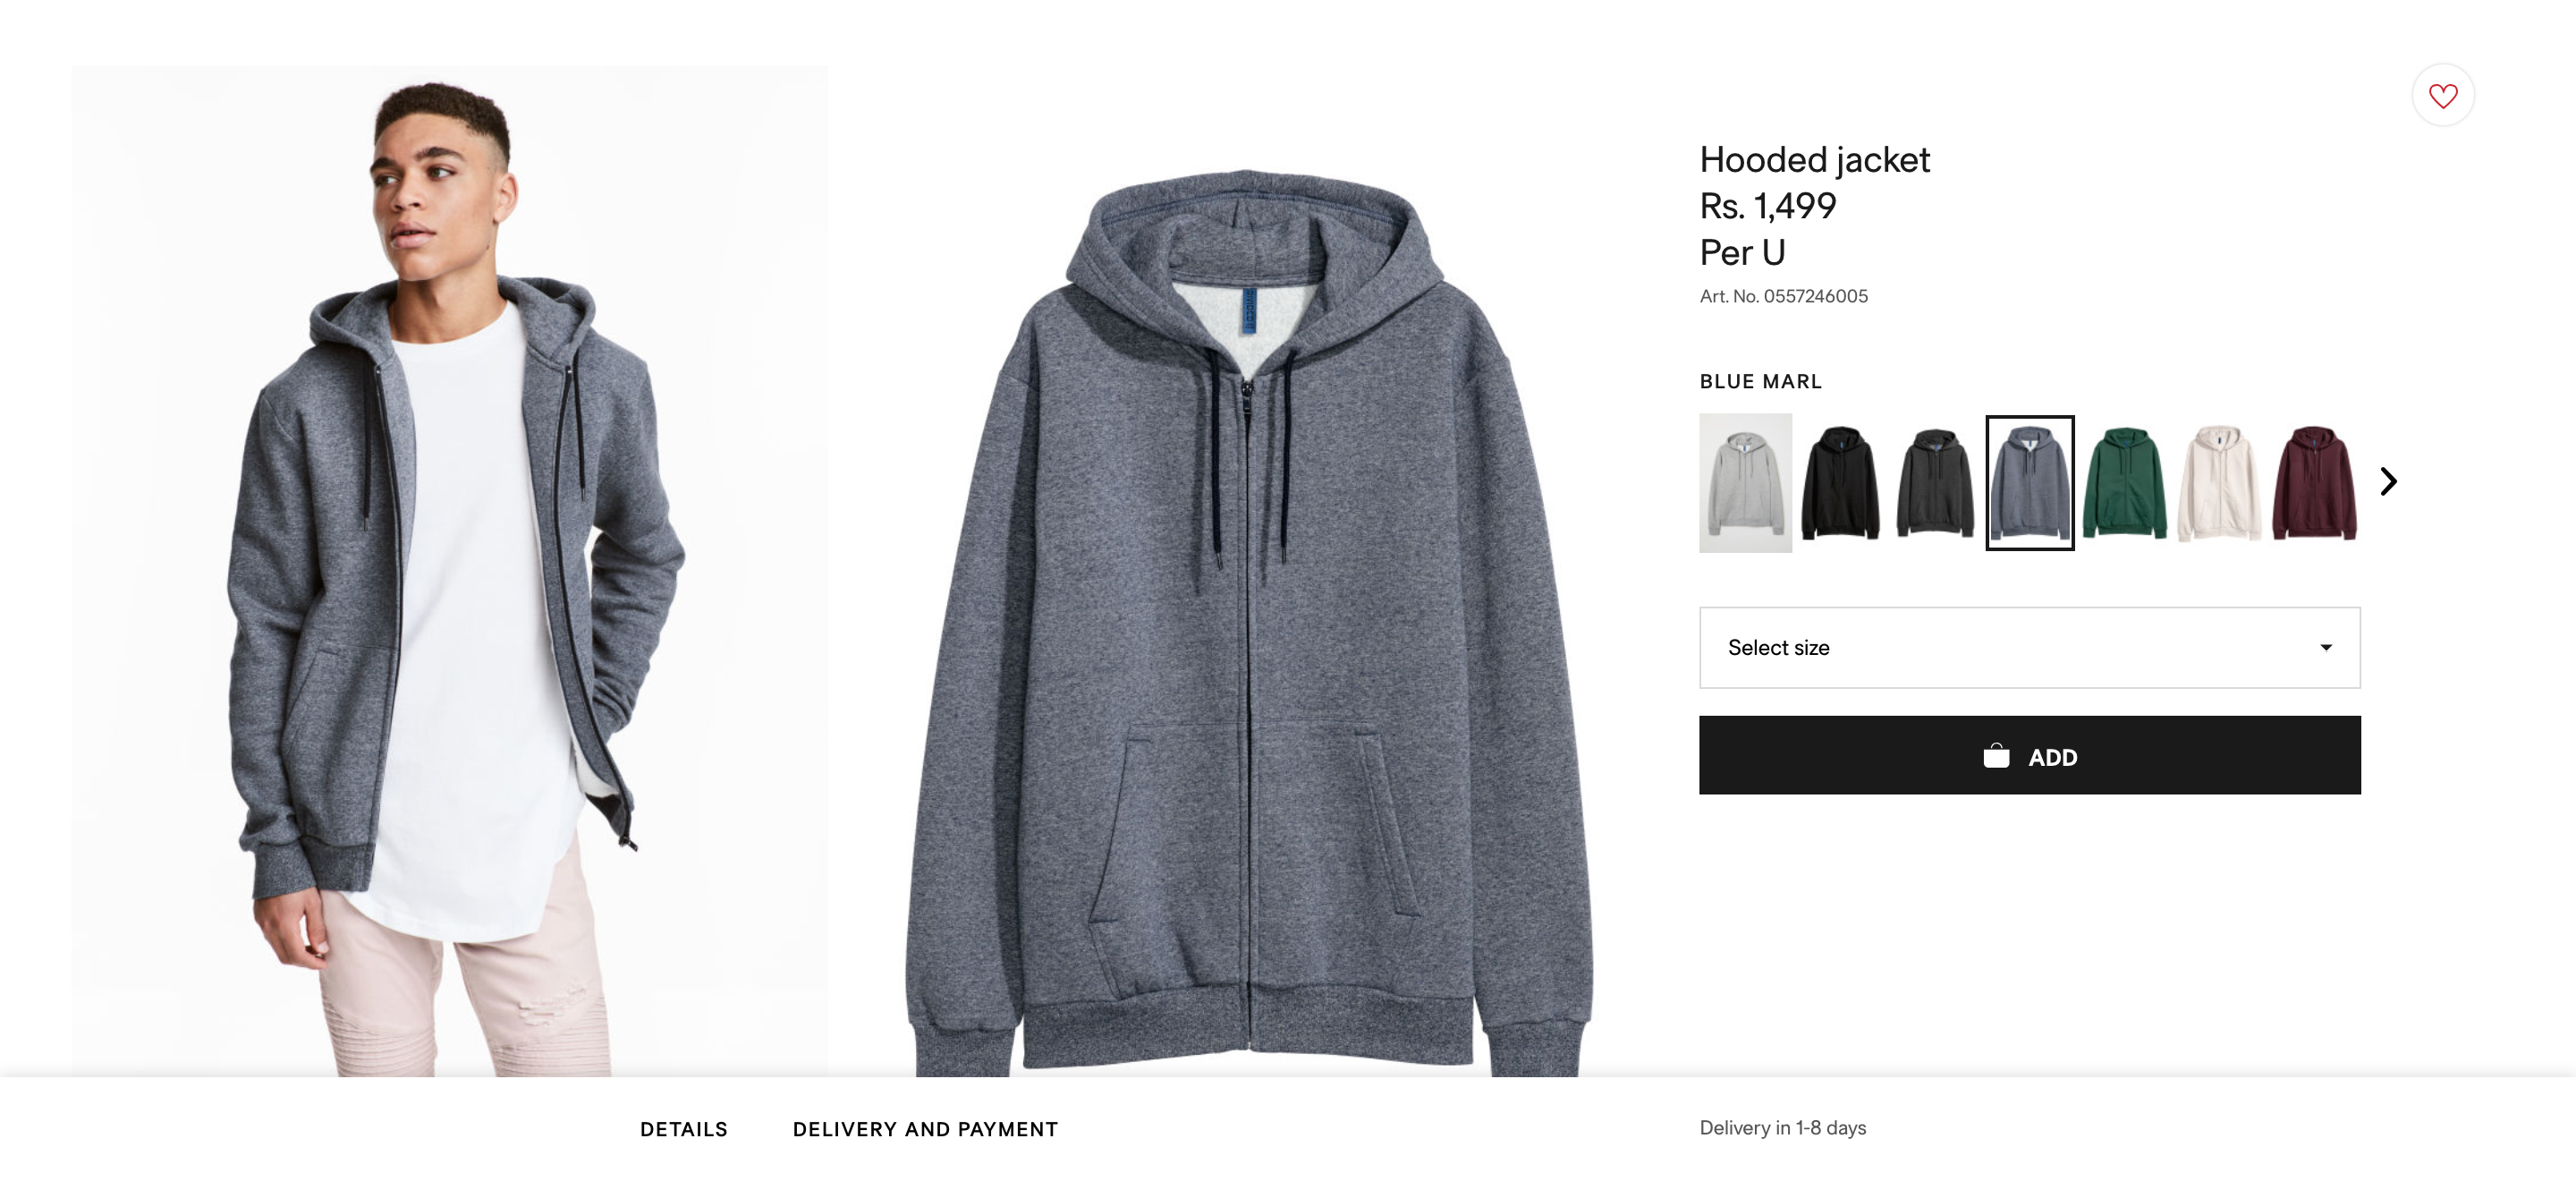 Hooded jacket
Rs. 1,499
Per U
Art. No. 0557246005
BLUE MARL
Select size
ADD
DETAILS
DELIVERY AND PAYMENT
Delivery in 1-8 days